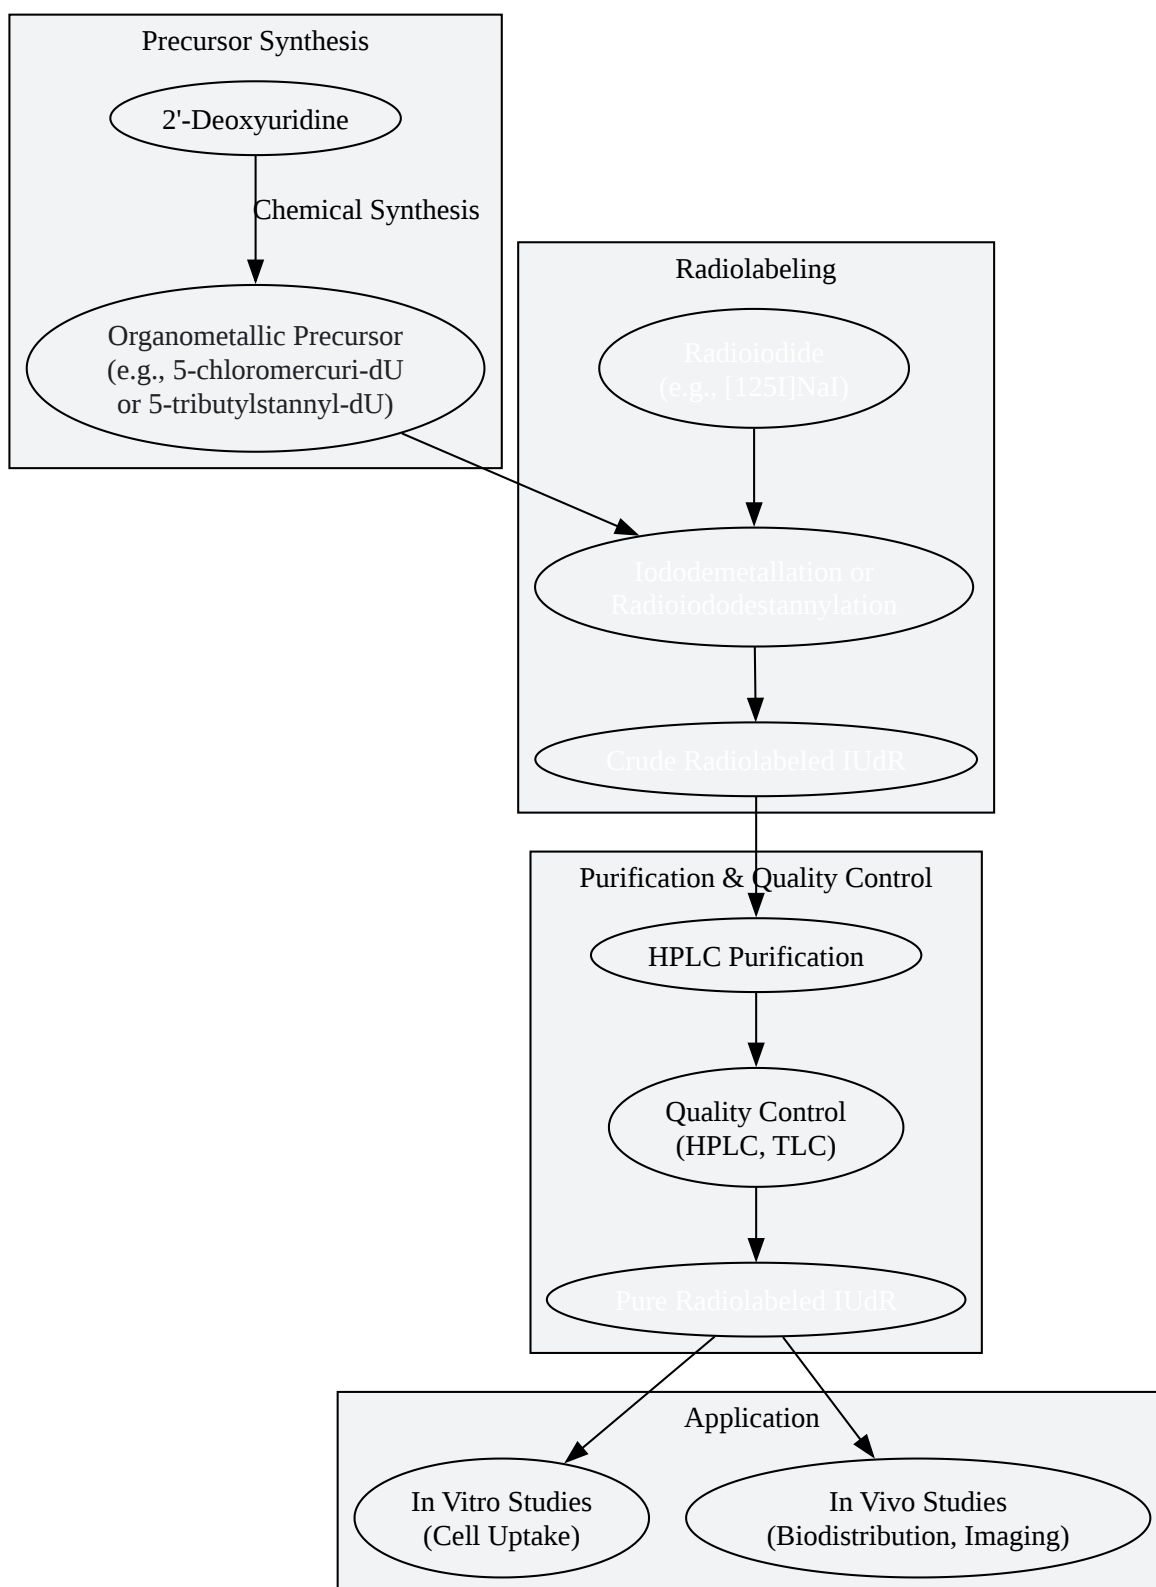 Precursor Synthesis
2'-Deoxyuridine
Chemical Synthesis
Organometallic Precursor
(e.g., 5-chloromercuri-dU
or 5-tributylstannyl-dU)
Radiolabeling
Radioiodide
(e.g., [125I]NaI)
Iododemetallation or
Radioiododestannylation
Crude Radiolabeled IUdR
Purification & Quality Control
HPLC Purification
Quality Control
(HPLC, TLC)
Pure Radiolabeled IUdR
Application
In Vitro Studies
(Cell Uptake)
In Vivo Studies
(Biodistribution, Imaging)